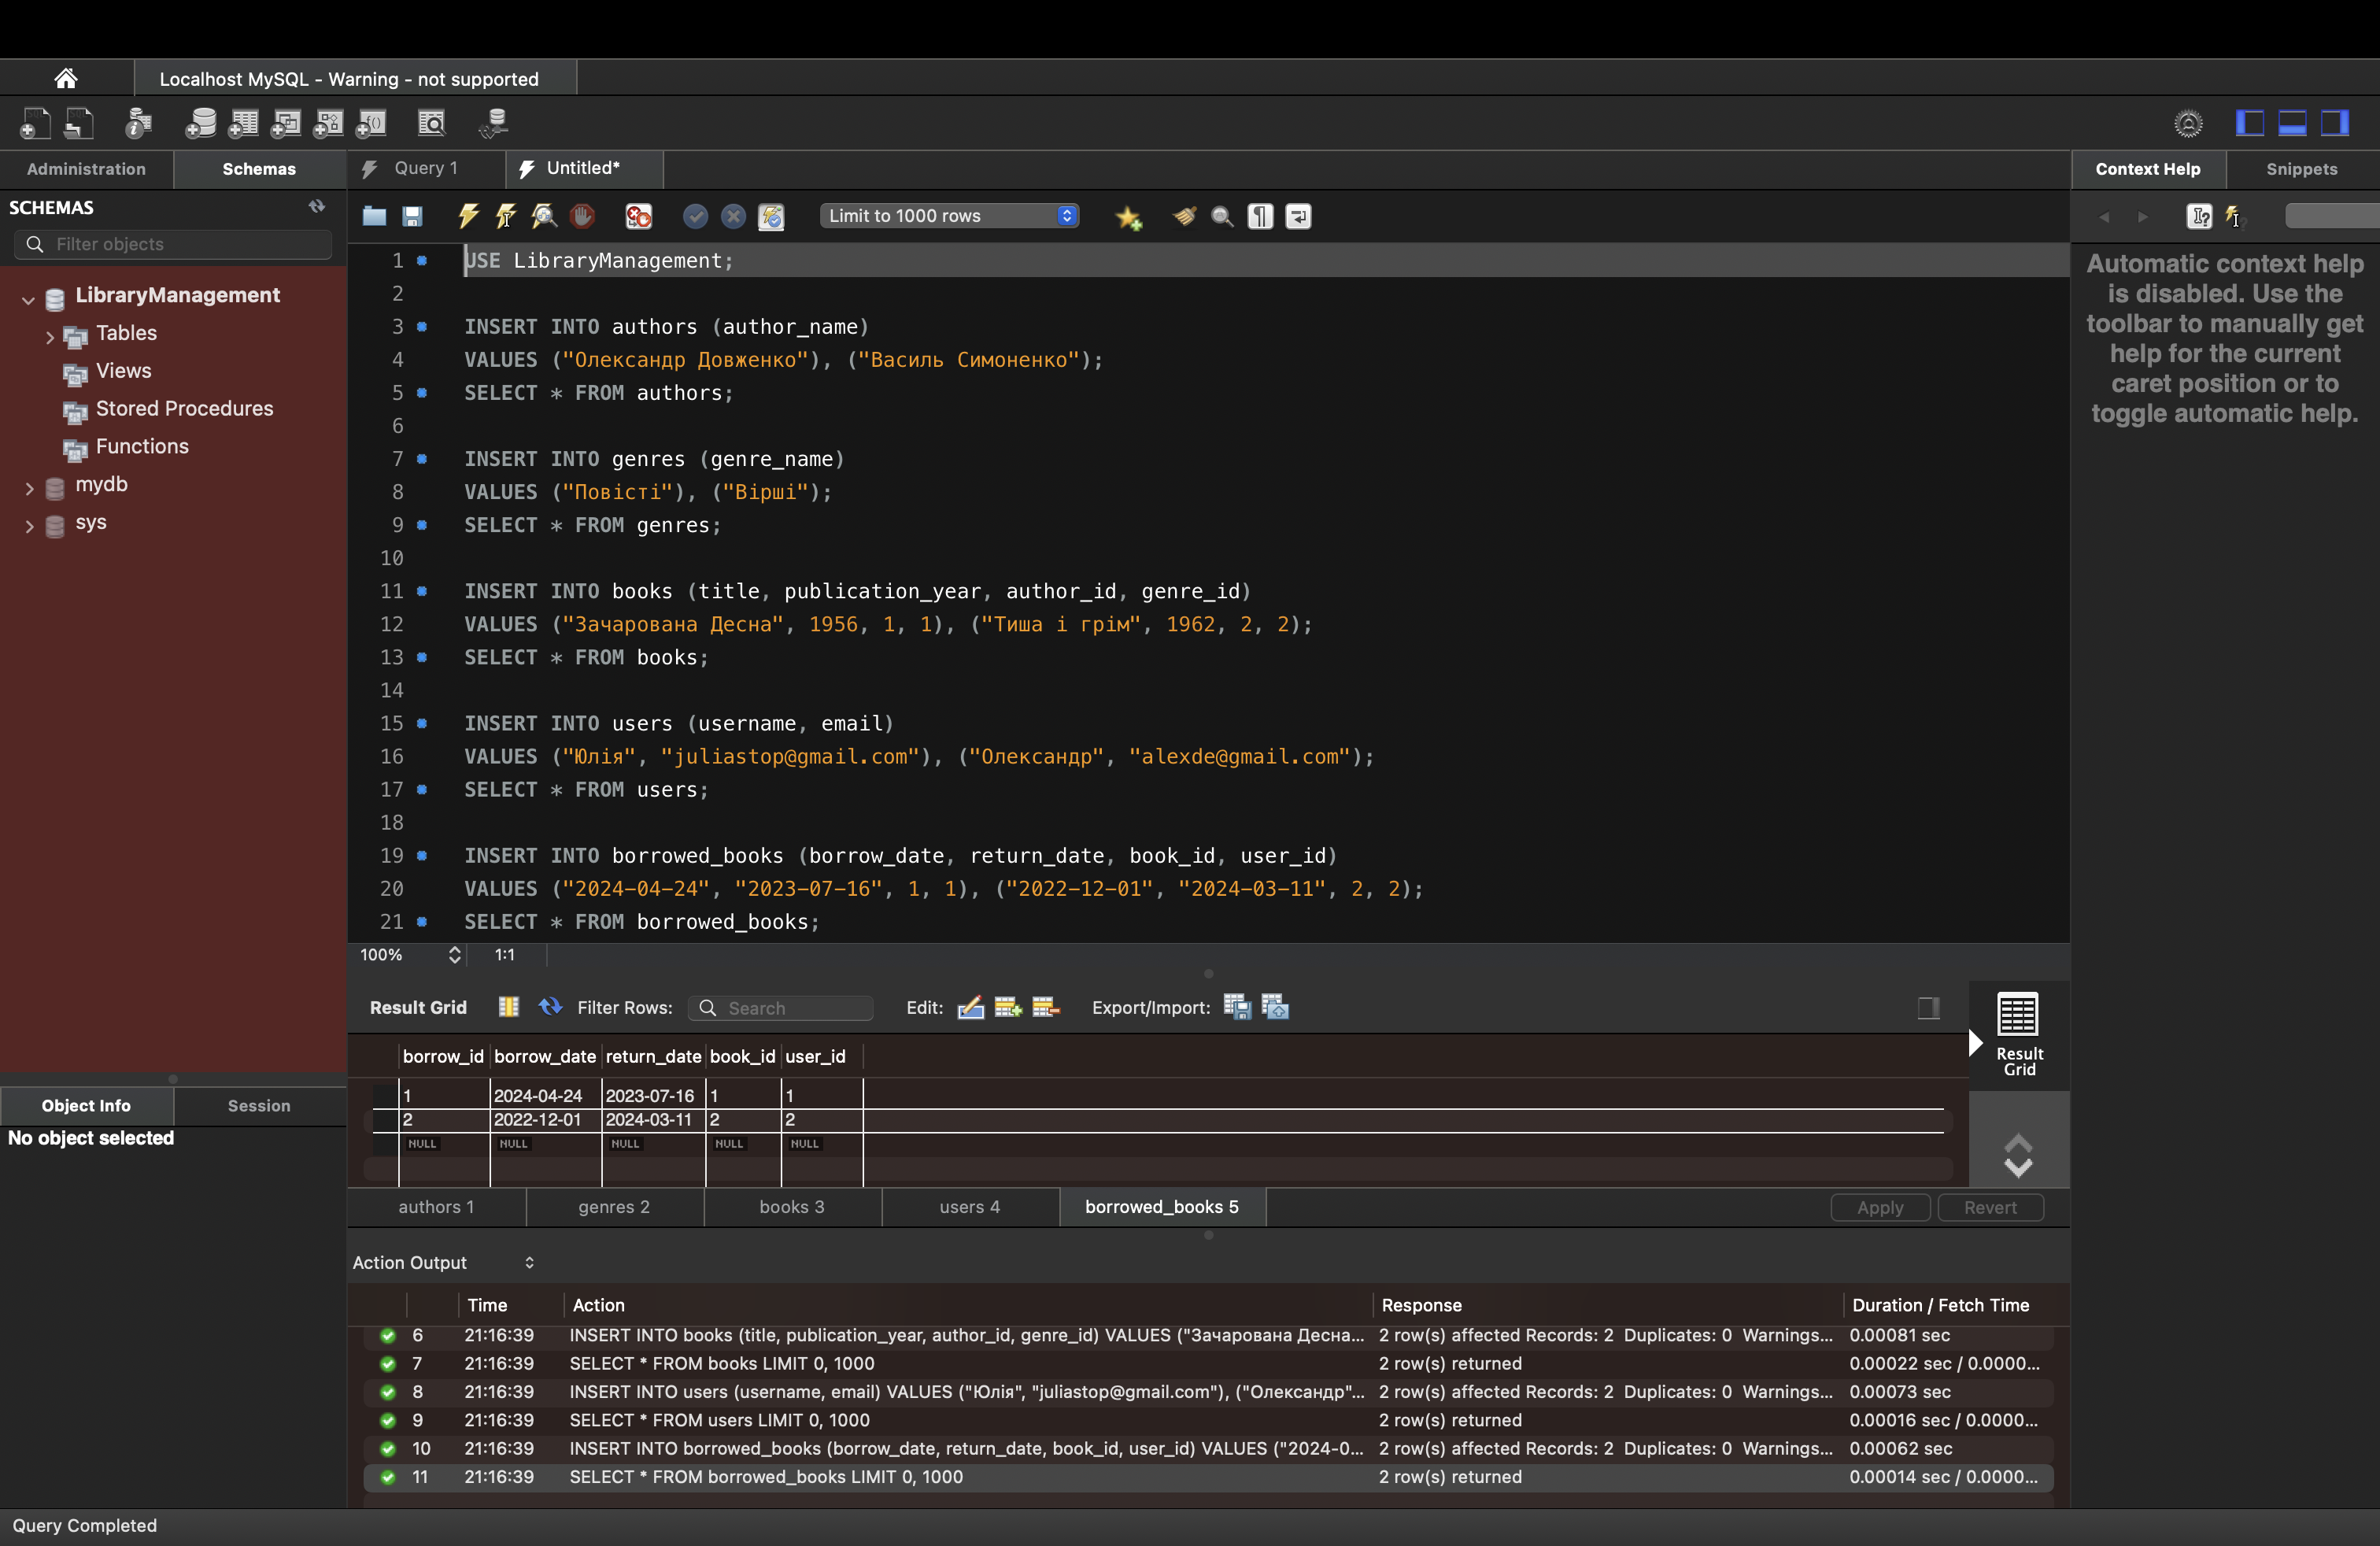 Localhost MySQL - Warning - not supported
Administration
Schemas
Query 1
Untitled*
Context Help
Snippets
SCHEMAS
Filter objects
Limit to 1000 rows
LibraryManagement
Tables
Views
Stored Procedures
Functions
mydb
sys
1 USE LibraryManagement;
2
3 INSERT INTO authors (author_name)
4 VALUES ("Олександр Довженко"), ("Василь Симоненко");
5 SELECT * FROM authors;
6
7 INSERT INTO genres (genre_name)
8 VALUES ("Повісті"), ("Вірші");
9 SELECT * FROM genres;
10
11 INSERT INTO books (title, publication_year, author_id, genre_id)
12 VALUES ("Зачарована Десна", 1956, 1, 1), ("Тиша і грім", 1962, 2, 2);
13 SELECT * FROM books;
14
15 INSERT INTO users (username, email)
16 VALUES ("Юлія", "juliastop@gmail.com"), ("Олександр", "alexde@gmail.com");
17 SELECT * FROM users;
18
19 INSERT INTO borrowed_books (borrow_date, return_date, book_id, user_id)
20 VALUES ("2024-04-24", "2023-07-16", 1, 1), ("2022-12-01", "2024-03-11", 2, 2);
21 SELECT * FROM borrowed_books;
Automatic context help
is disabled. Use the
toolbar to manually get
help for the current
caret position or to
toggle automatic help.
100% 1:1
Result Grid Filter Rows: Search Edit: Export/Import:
Result
Grid
borrow_id borrow_date return_date book_id user_id
1 2024-04-24 2023-07-16 1 1
2 2022-12-01 2024-03-11 2 2
NULL NULL NULL NULL NULL
Object Info
Session
No object selected
authors 1 genres 2 books 3 users 4 borrowed_books 5 Apply Revert
Action Output
Time Action Response Duration / Fetch Time
6 21:16:39 INSERT INTO books (title, publication_year, author_id, genre_id) VALUES ("Зачарована Десна... 2 row(s) affected Records: 2 Duplicates: 0 Warnings... 0.00081 sec
7 21:16:39 SELECT * FROM books LIMIT 0, 1000 2 row(s) returned 0.00022 sec / 0.0000...
8 21:16:39 INSERT INTO users (username, email) VALUES ("Юлія", "juliastop@gmail.com"), ("Олександр"... 2 row(s) affected Records: 2 Duplicates: 0 Warnings... 0.00073 sec
9 21:16:39 SELECT * FROM users LIMIT 0, 1000 2 row(s) returned 0.00016 sec / 0.0000...
10 21:16:39 INSERT INTO borrowed_books (borrow_date, return_date, book_id, user_id) VALUES ("2024-0... 2 row(s) affected Records: 2 Duplicates: 0 Warnings... 0.00062 sec
11 21:16:39 SELECT * FROM borrowed_books LIMIT 0, 1000 2 row(s) returned 0.00014 sec / 0.0000...
Query Completed